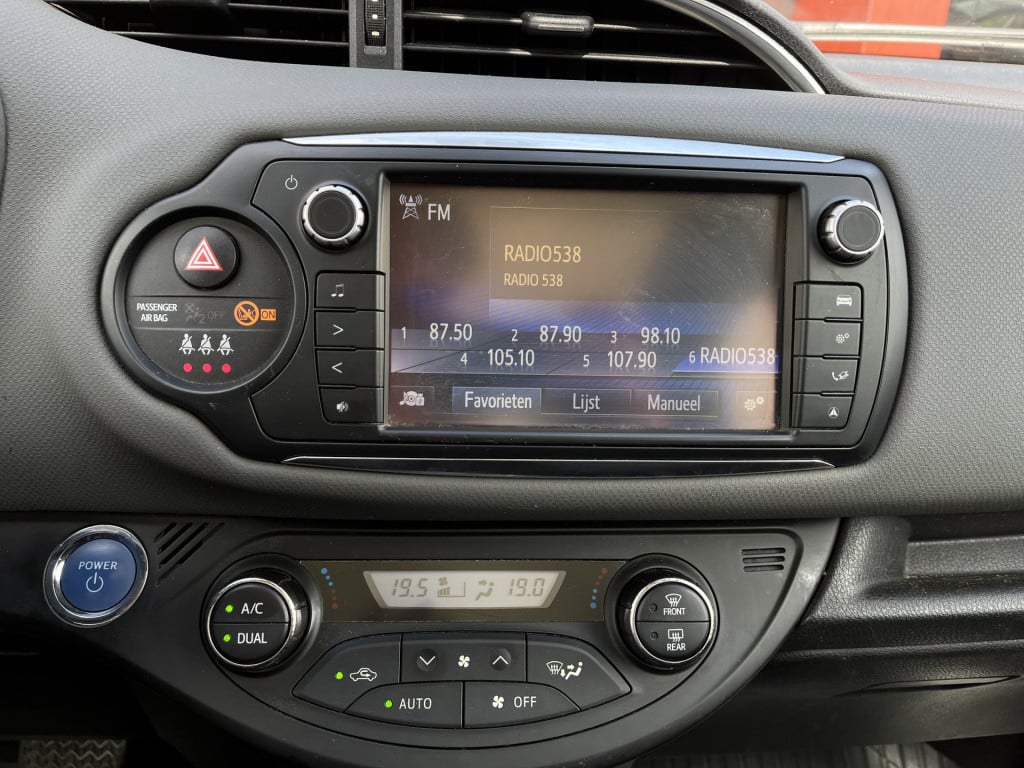 FM
RADIO538
RADIO 538
1 87.50 2 87.90 3 98.10
4 105.10 5 107.90 6 RADIO538
Favorieten Lijst Manueel
PASSENGER
AIR BAG
2 OFF
ON
POWER
A/C
DUAL
19.5 19.0
FRONT
REAR
AUTO
OFF